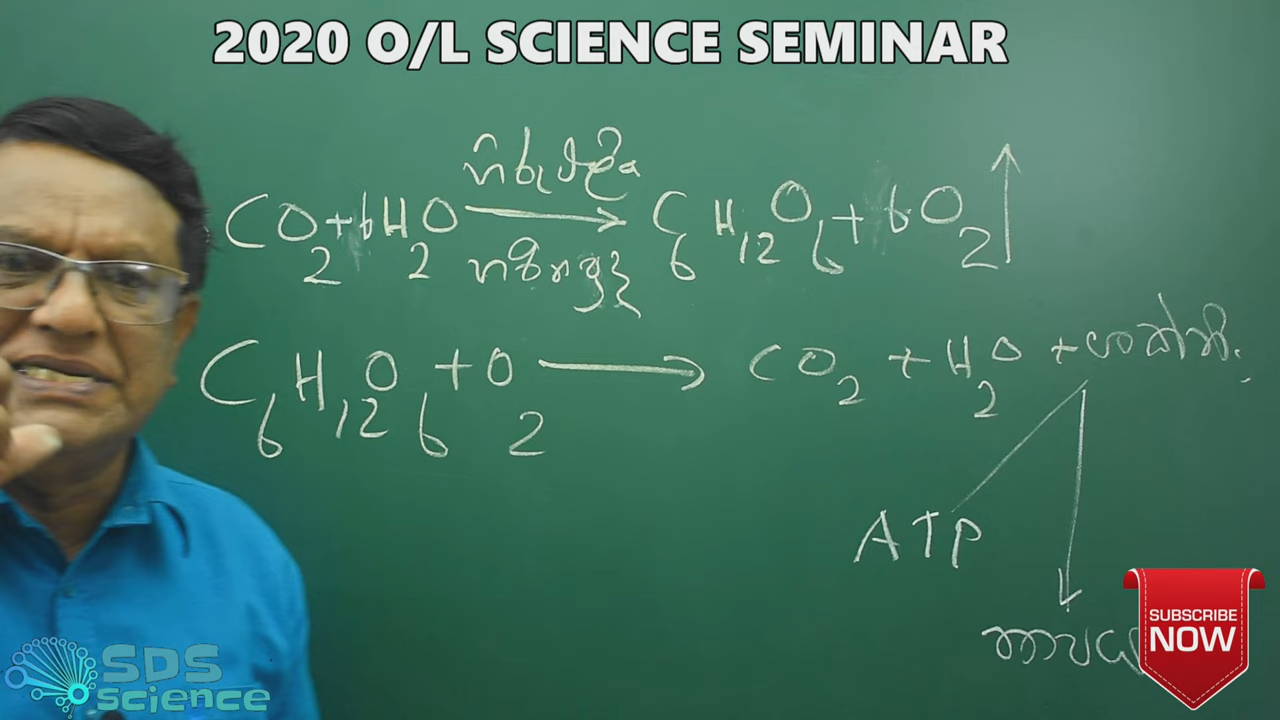 2020 O/L SCIENCE SEMINAR
හරිතප්‍රද
CO2+6H2O → C6H12O6 + 6O2 ↑
C6H12O6 + O2 → CO2 + H2O + ශක්ති.
ATP
තාපය
SUBSCRIBE
NOW
SDS
science